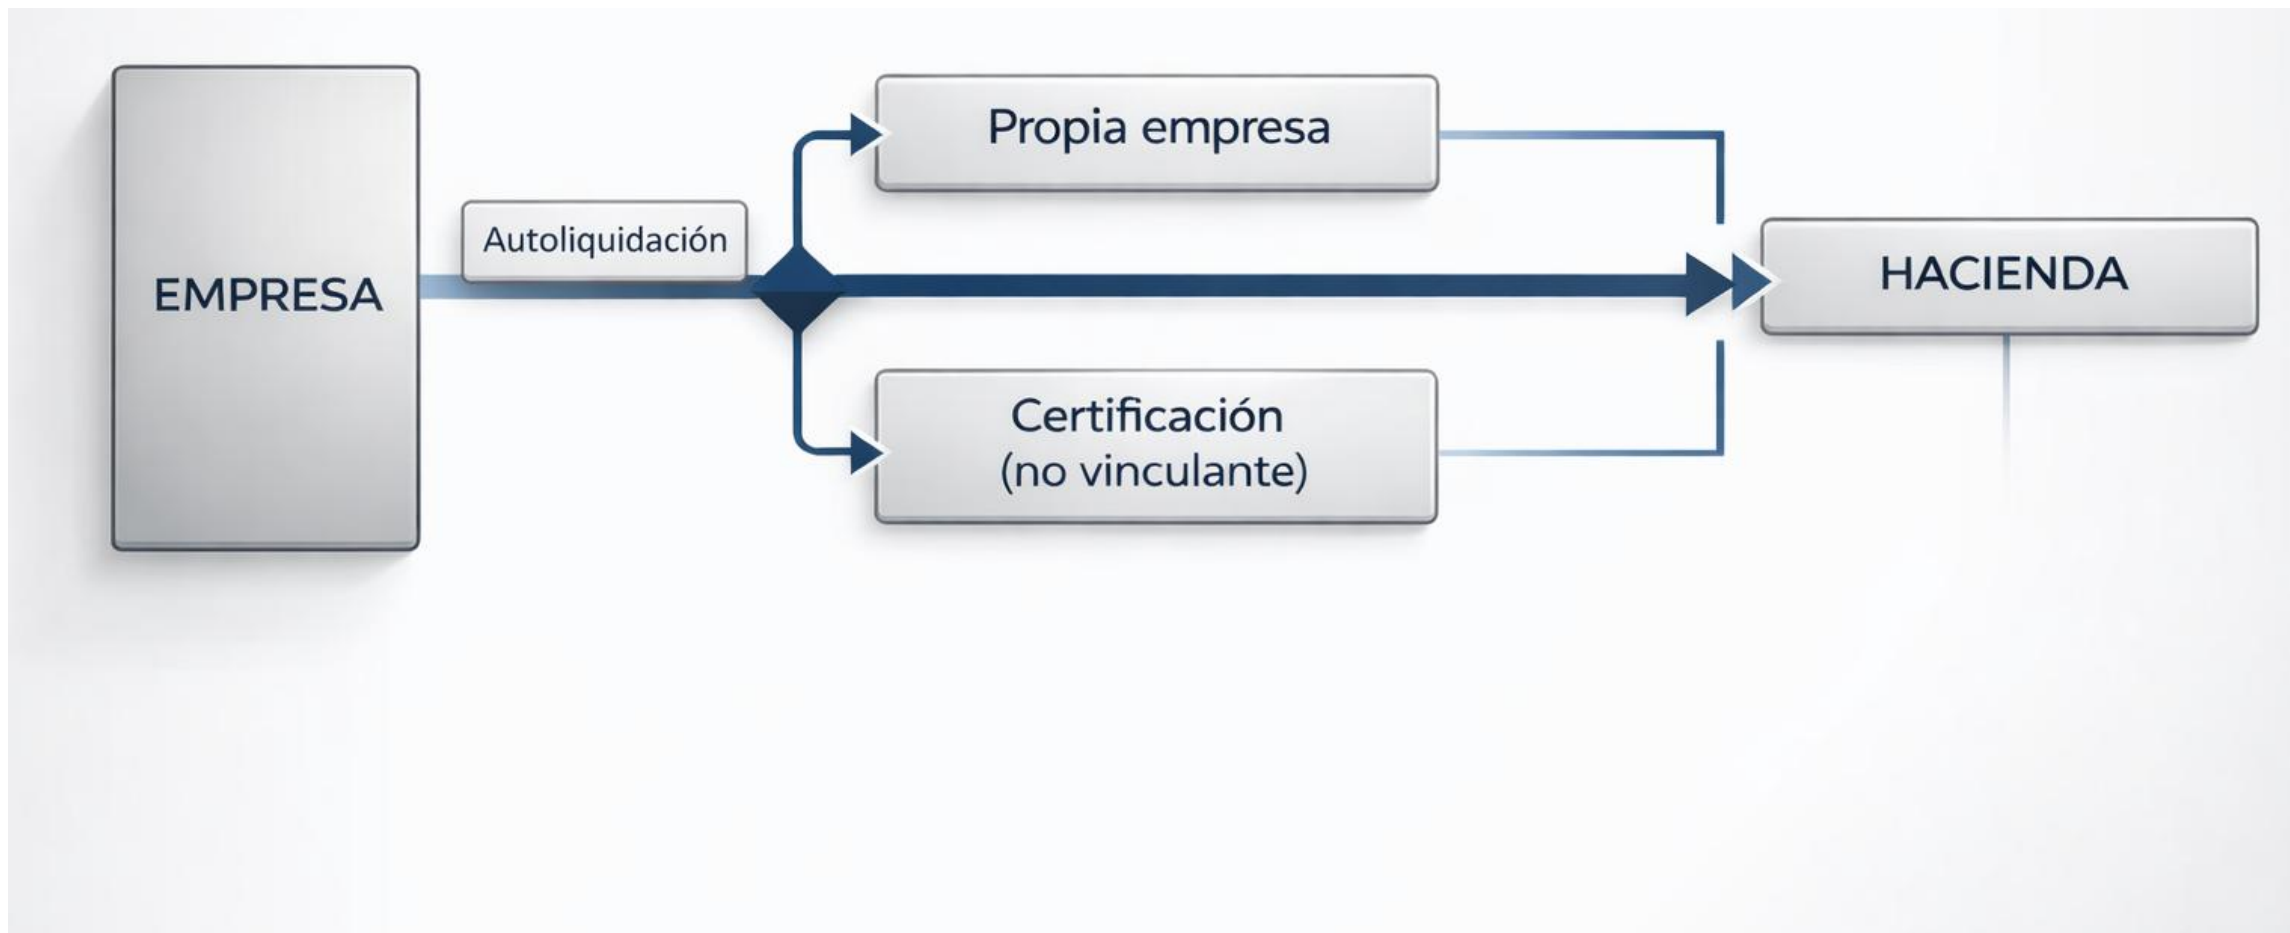 EMPRESA
Autoliquidación
Propia empresa
Certificación
(no vinculante)
HACIENDA